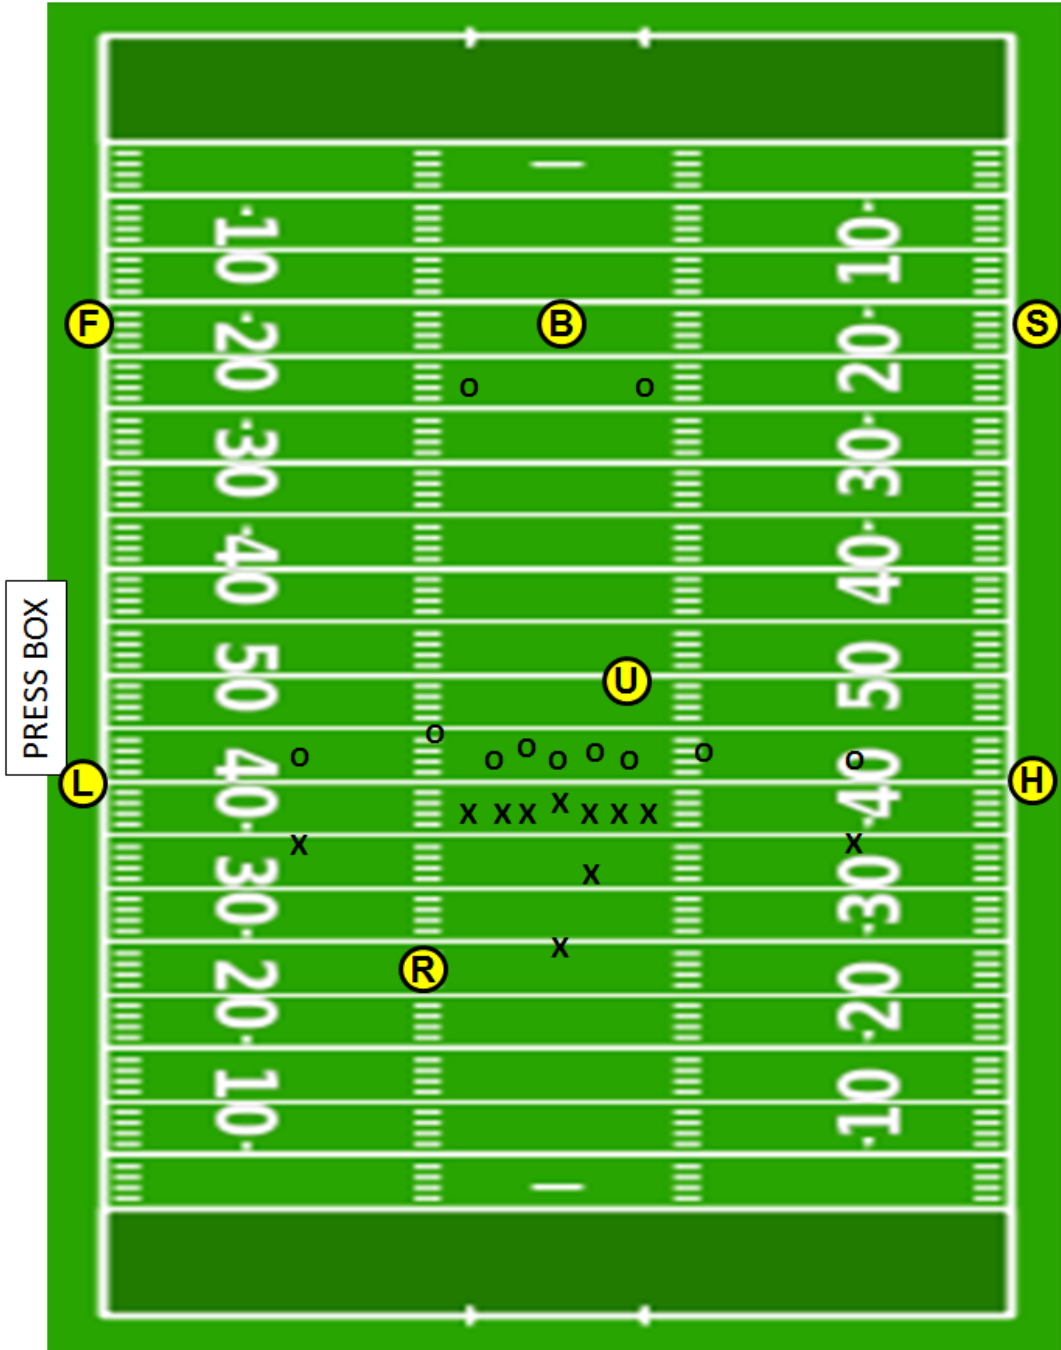 10 10
F B S
20 20
O O
30 30
40 40
PRESS BOX
50 50
U
O O O O O O O O O
L 40 40 H
X X X X X X X
X X
30 X 30
X
R
20 20
10 10